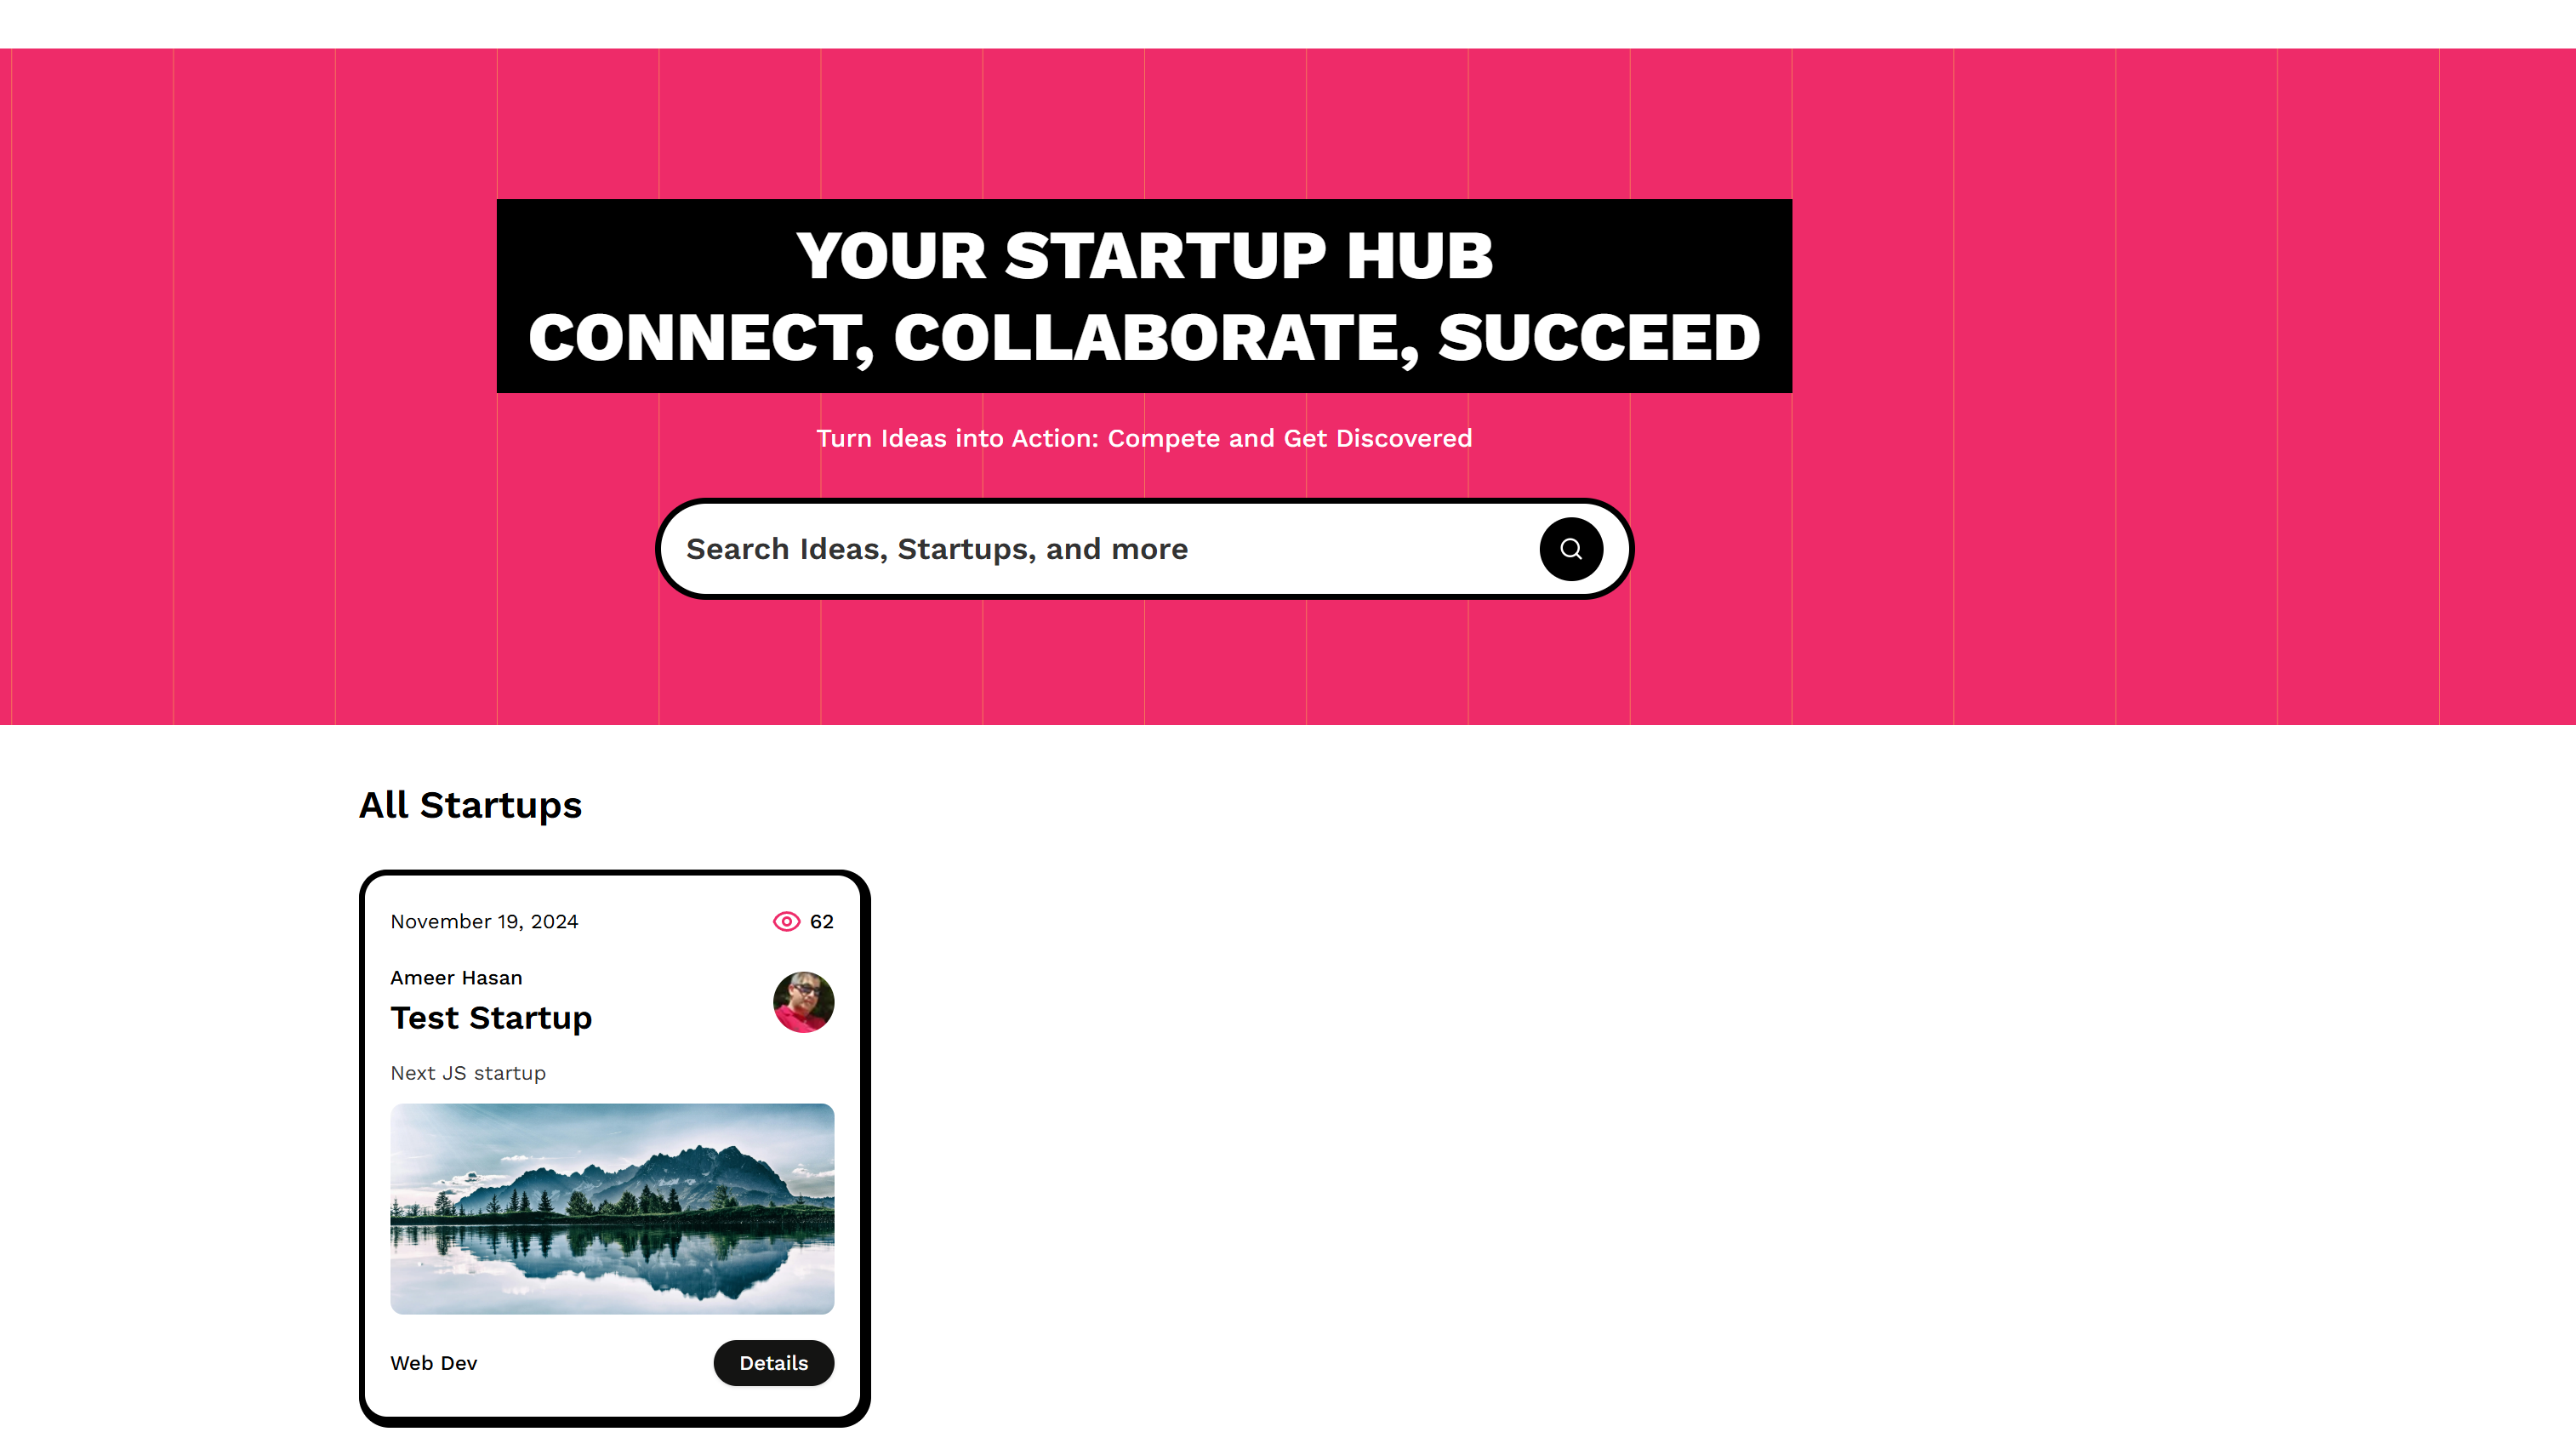 YOUR STARTUP HUB
CONNECT, COLLABORATE, SUCCEED
Turn Ideas into Action: Compete and Get Discovered
Search Ideas, Startups, and more
All Startups
November 19, 2024
62
Ameer Hasan
Test Startup
Next JS startup
Web Dev
Details